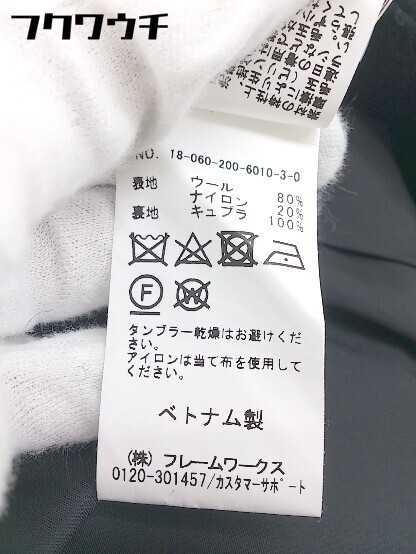 フクワウチ
NO. 18-060-200-6010-3-0
表地 ウール 80%
ナイロン 20%
裏地 キュプラ 100%
F
W
タンブラー乾燥はお避けくだ
さい。
アイロンは当て布を使用して
ください。
ベトナム製
(株) フレームワークス
0120-301457/カスタマーサポート